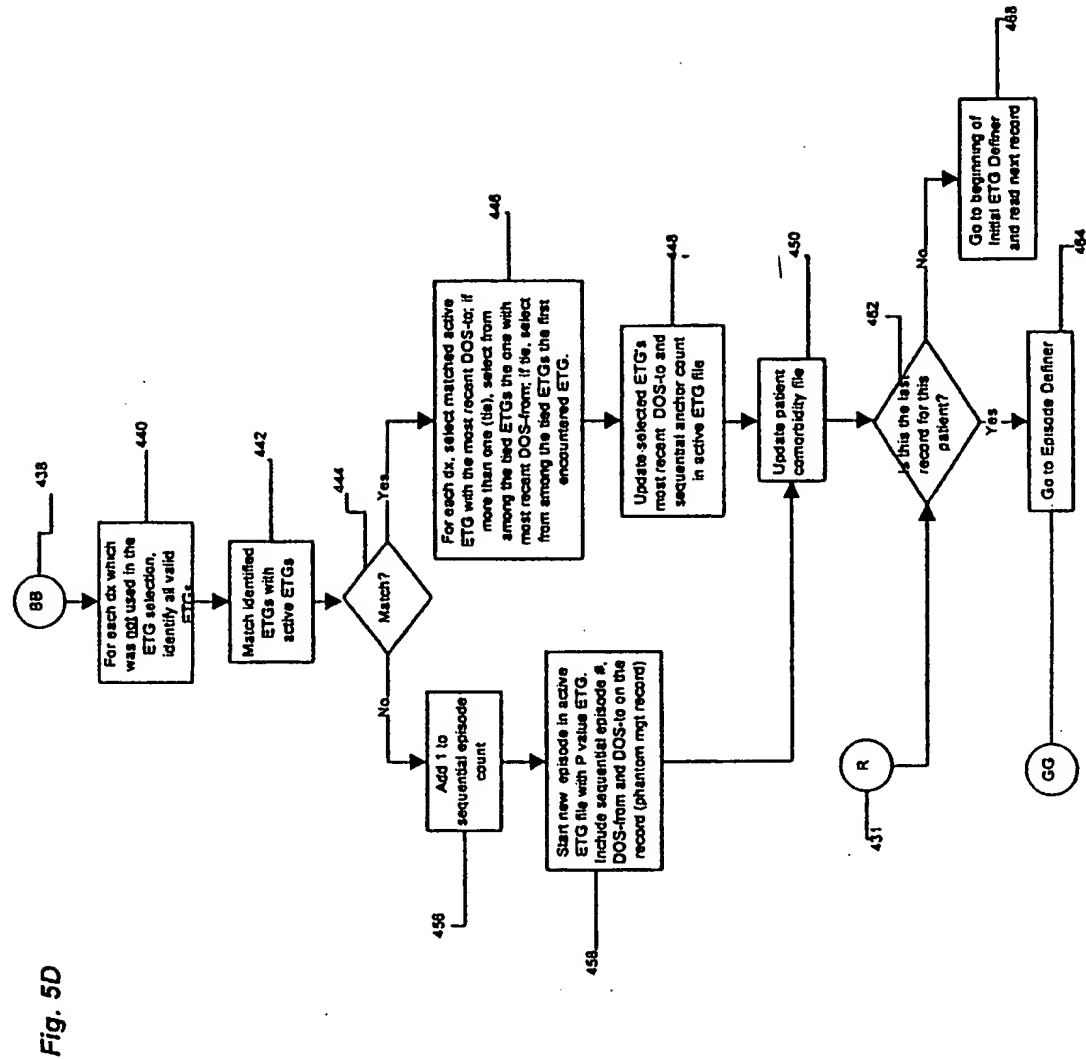 Fig. 5D
BB
438
For each dx which
was not used in the
ETG selection,
identify all valid
ETGs
440
Match identified
ETGs with
active ETGs
442
Match?
444
No
Yes
Add 1 to
sequential episode
count
456
Start new episode in active
ETG file with P value ETG.
Include sequential episode #,
DOS-from and DOS-to on the
record (phantom mgt record)
458
For each dx, select matched active
ETG with the most recent DOS-to; if
more than one (tie), select from
among the tied ETGs the one with
most recent DOS-from; if tie, select
from among the tied ETGs the first
encountered ETG.
446
Update selected ETG's
most recent DOS-to and
sequential anchor count
in active ETG file
448
Update patient
comorbidity file
450
R
431
Is this the last
record for this
patient?
462
No
Go to beginning of
Initial ETG Definer
and read next record
468
Yes
Go to Episode Definer
464
GG